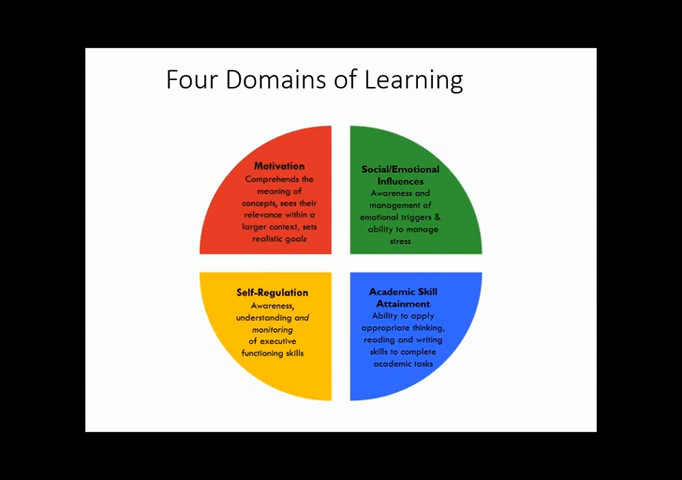 Four Domains of Learning
Motivation
Comprehends the
meaning of
concepts, sees their
relevance within a
larger context, sets
realistic goals
Social/Emotional
Influences
Awareness and
management of
emotional triggers &
ability to manage
stress
Self-Regulation
Awareness,
understanding and
monitoring
of executive
functioning skills
Academic Skill
Attainment
Ability to apply
appropriate thinking,
reading and writing
skills to complete
academic tasks